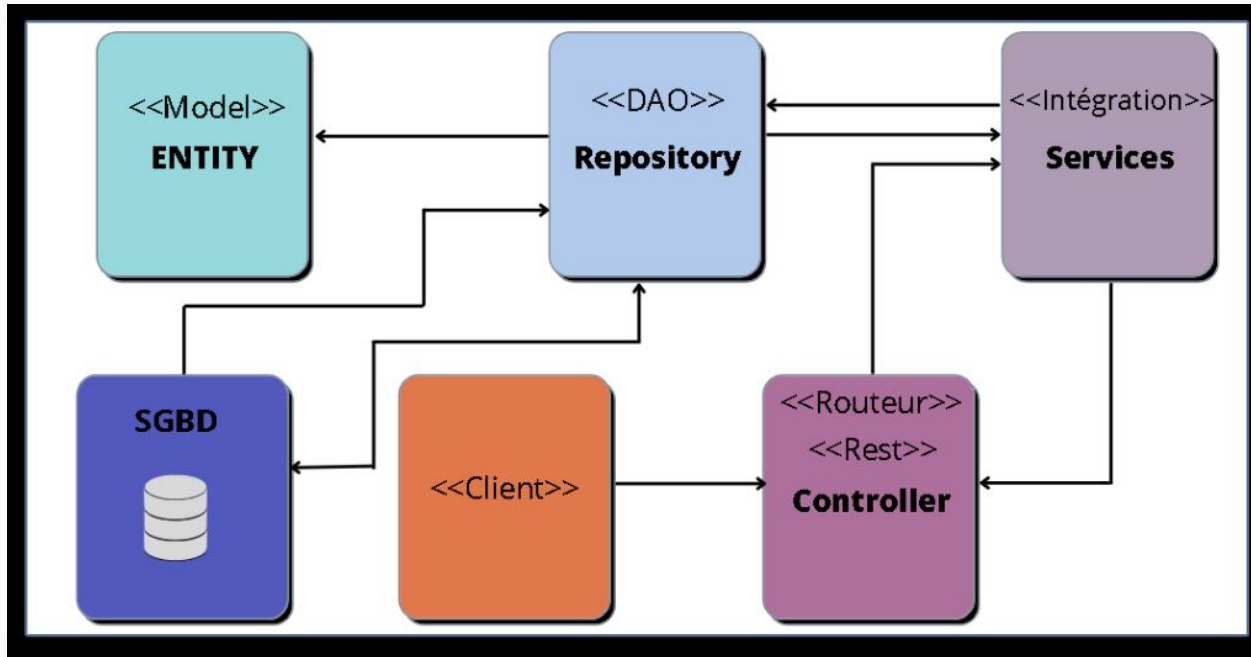 <<Model>>
ENTITY
<<DAO>>
Repository
<<Intégration>>
Services
SGBD
<<Client>>
<<Routeur>>
<<Rest>>
Controller